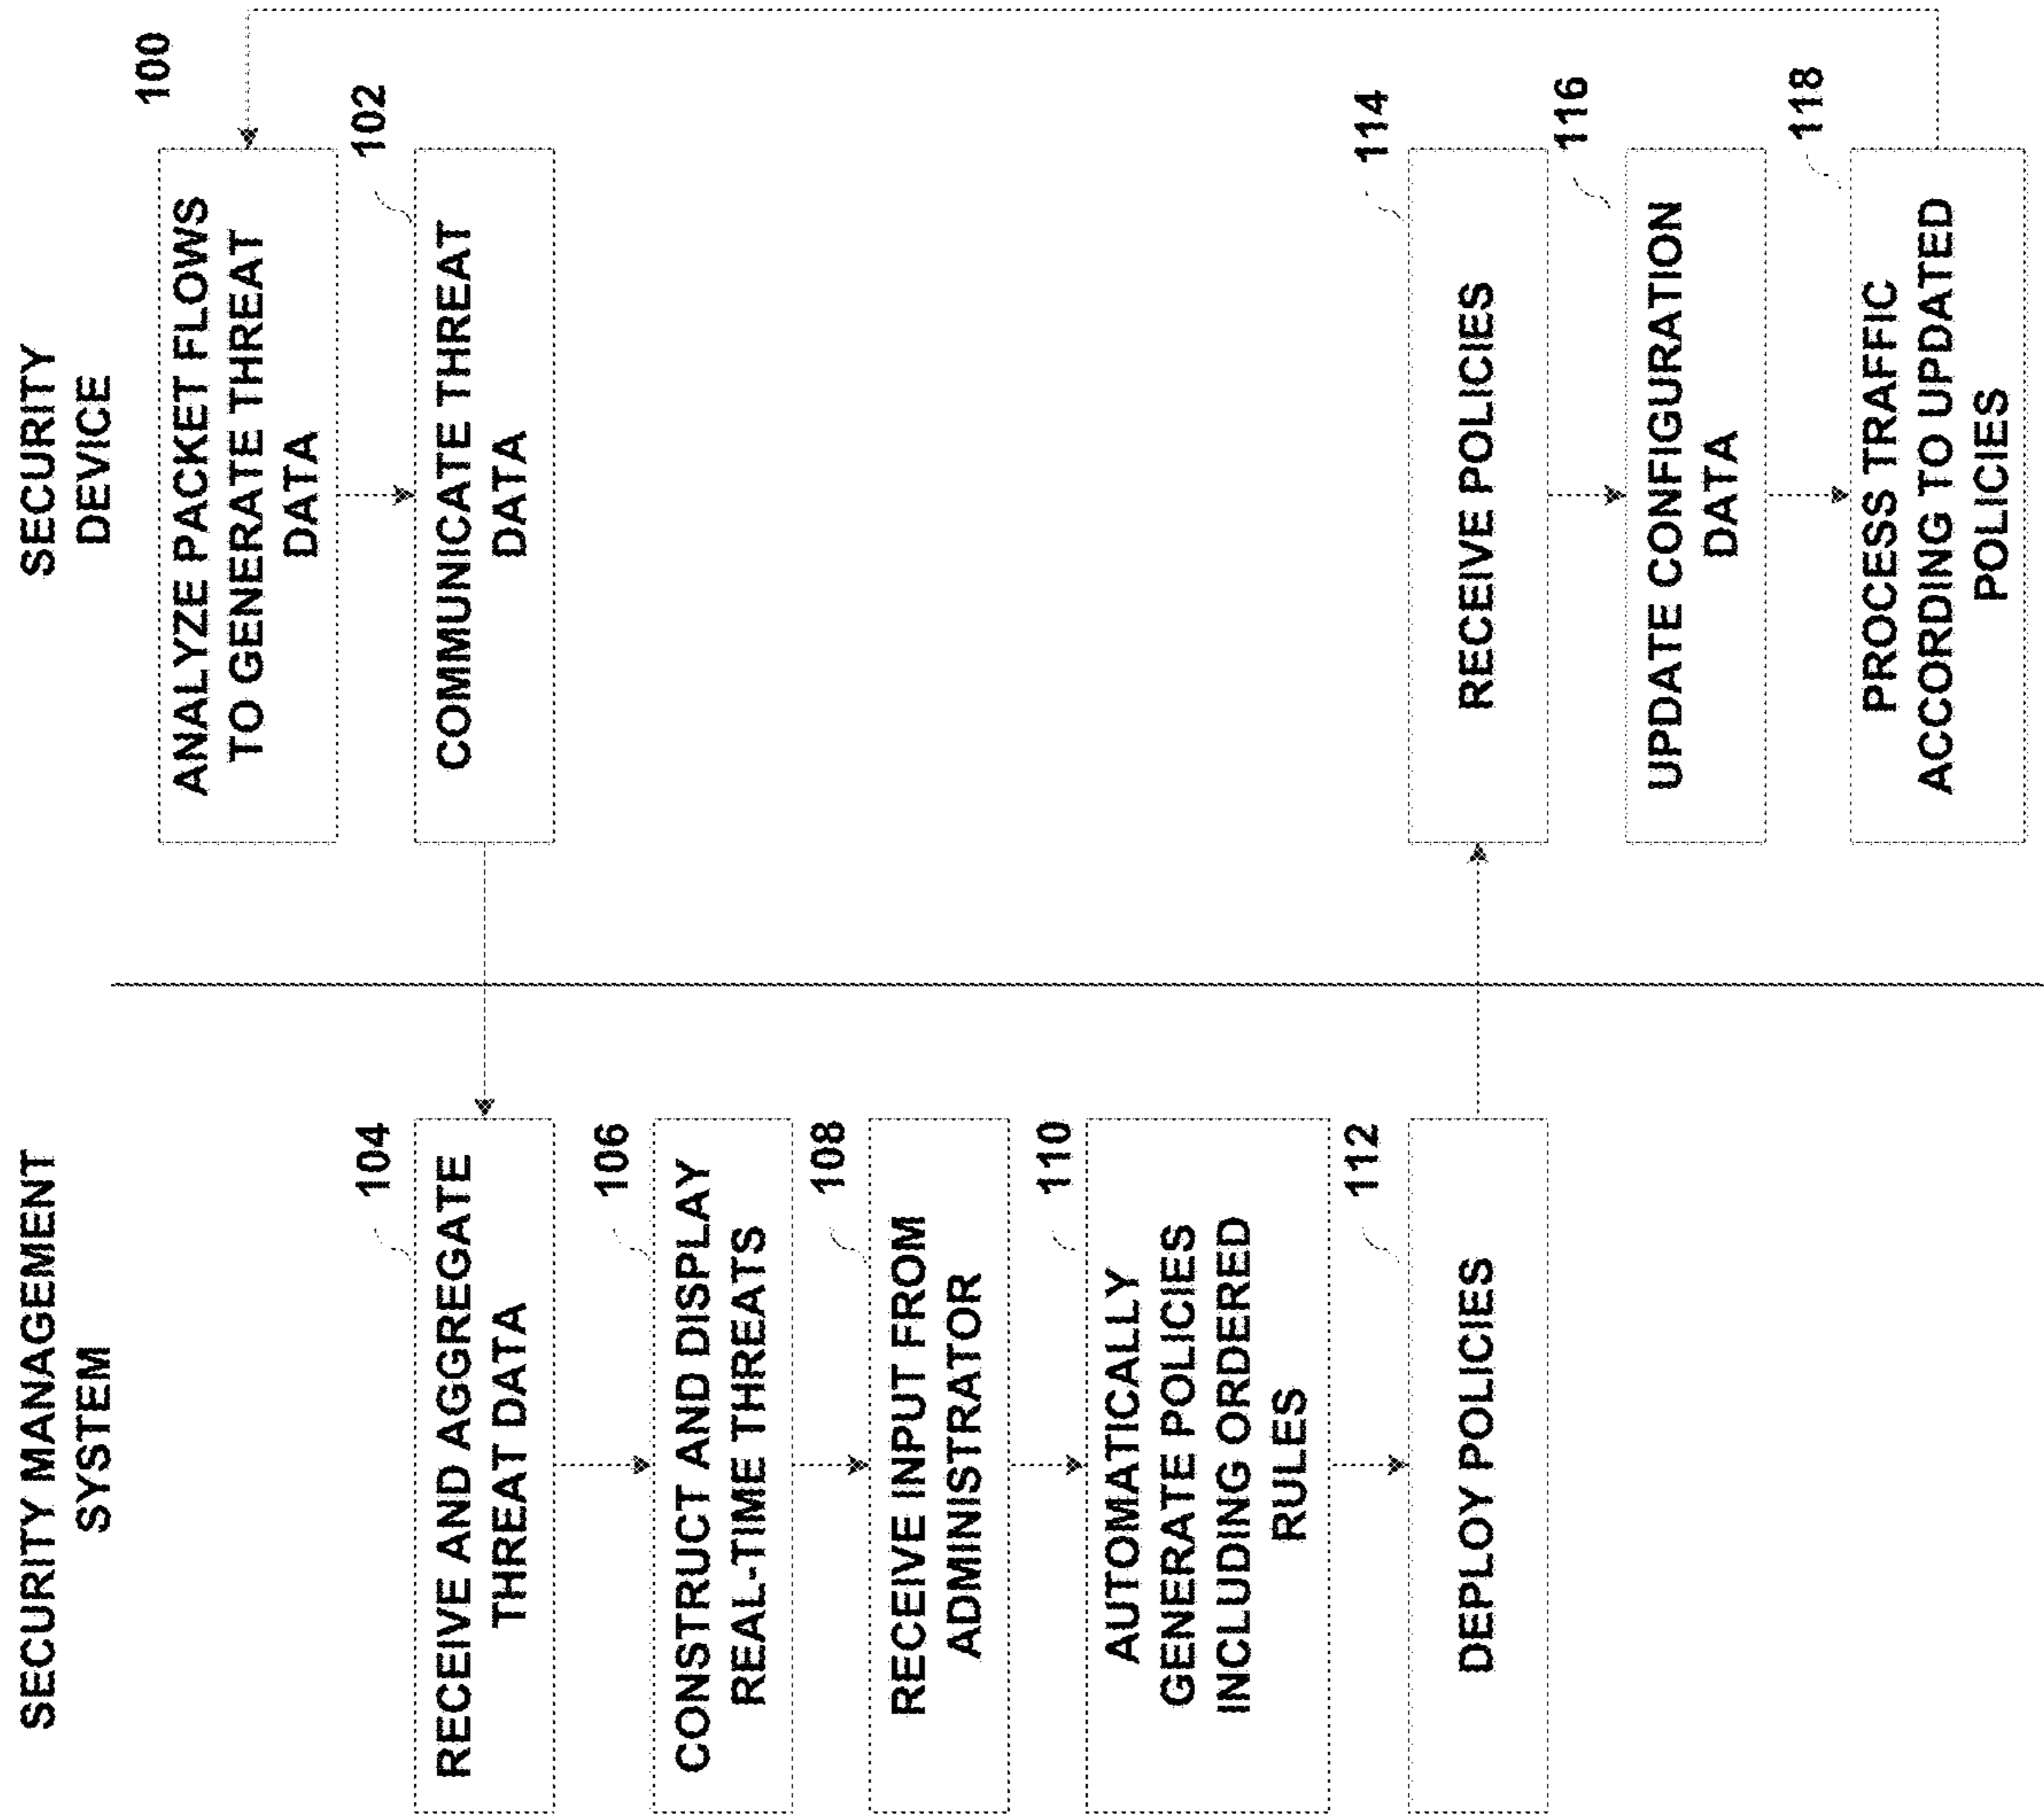 SECURITY MANAGEMENT
SYSTEM
SECURITY
DEVICE
100
ANALYZE PACKET FLOWS
TO GENERATE THREAT
DATA
102
COMMUNICATE THREAT
DATA
104
RECEIVE AND AGGREGATE
THREAT DATA
106
CONSTRUCT AND DISPLAY
REAL-TIME THREATS
108
RECEIVE INPUT FROM
ADMINISTRATOR
110
AUTOMATICALLY
GENERATE POLICIES
INCLUDING ORDERED
RULES
112
DEPLOY POLICIES
114
RECEIVE POLICIES
116
UPDATE CONFIGURATION
DATA
118
PROCESS TRAFFIC
ACCORDING TO UPDATED
POLICIES